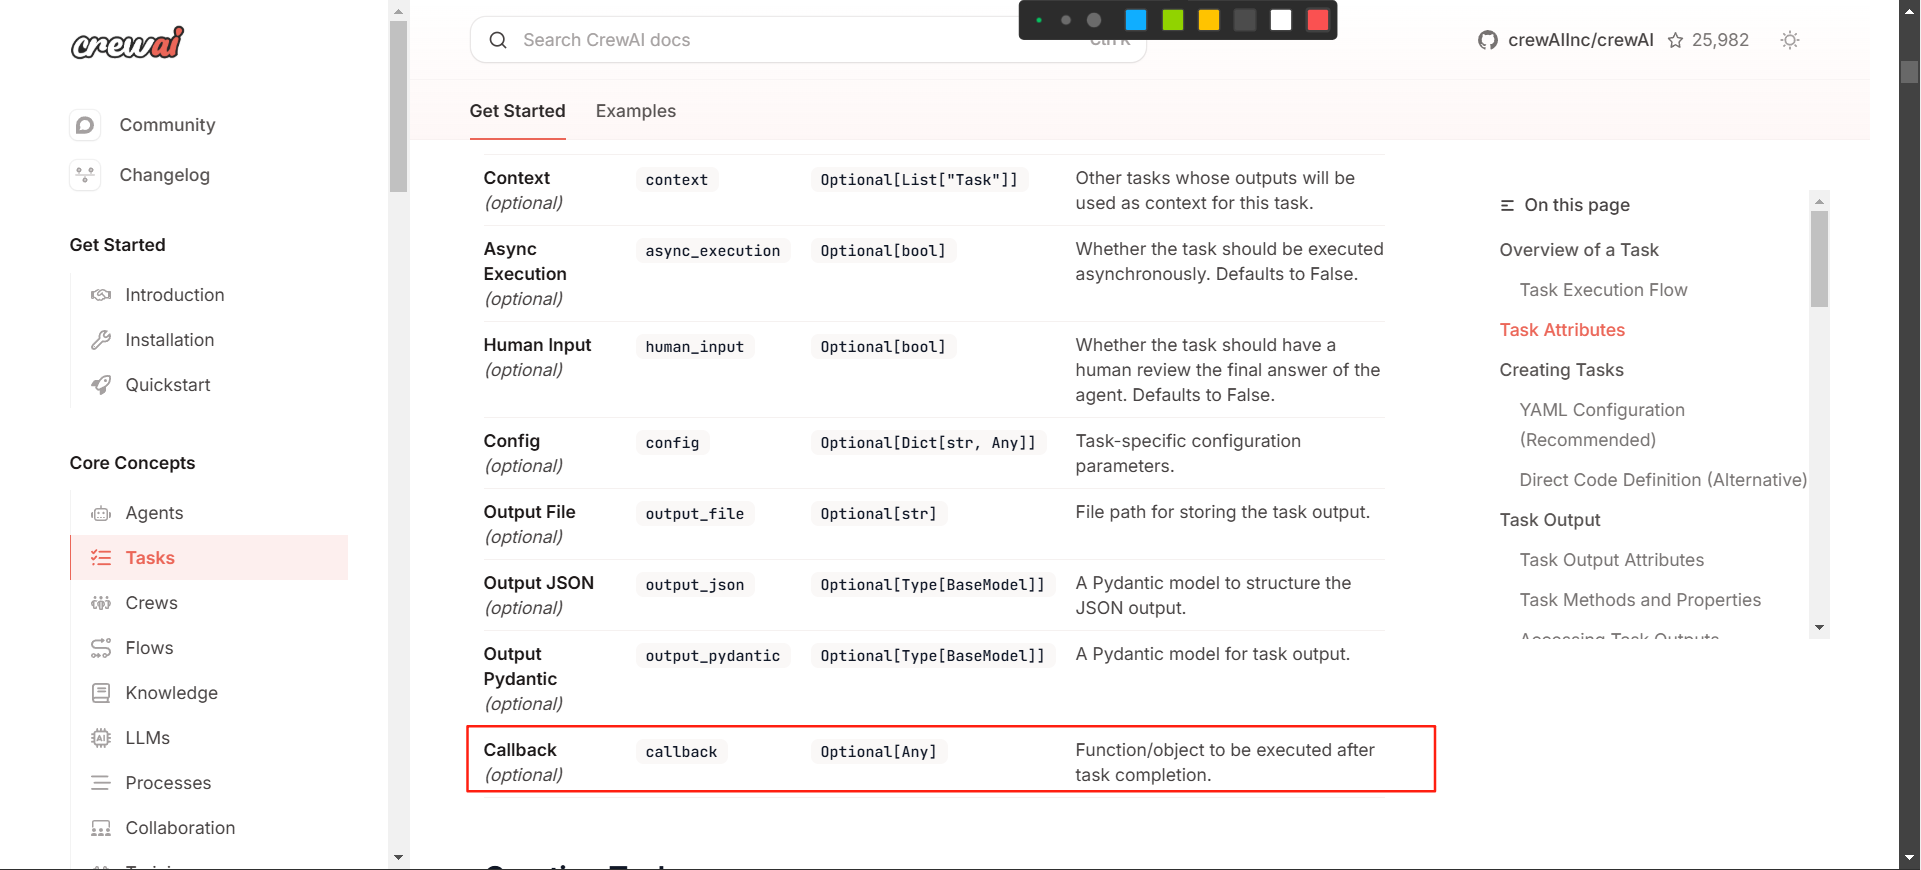 crewai
Community
Changelog
Get Started
Introduction
Installation
Quickstart
Core Concepts
Agents
Tasks
Crews
Flows
Knowledge
LLMs
Processes
Collaboration
Search CrewAI docs
Ctrl K
crewAIInc/crewAI
25,982
Get Started
Examples
Context
(optional)
context
Optional[List["Task"]]
Other tasks whose outputs will be
used as context for this task.
Async
Execution
(optional)
async_execution
Optional[bool]
Whether the task should be executed
asynchronously. Defaults to False.
Human Input
(optional)
human_input
Optional[bool]
Whether the task should have a
human review the final answer of the
agent. Defaults to False.
Config
(optional)
config
Optional[Dict[str, Any]]
Task-specific configuration
parameters.
Output File
(optional)
output_file
Optional[str]
File path for storing the task output.
Output JSON
(optional)
output_json
Optional[Type[BaseModel]]
A Pydantic model to structure the
JSON output.
Output
Pydantic
(optional)
output_pydantic
Optional[Type[BaseModel]]
A Pydantic model for task output.
Callback
(optional)
callback
Optional[Any]
Function/object to be executed after
task completion.
On this page
Overview of a Task
Task Execution Flow
Task Attributes
Creating Tasks
YAML Configuration
(Recommended)
Direct Code Definition (Alternative)
Task Output
Task Output Attributes
Task Methods and Properties
Accessing Task Outputs